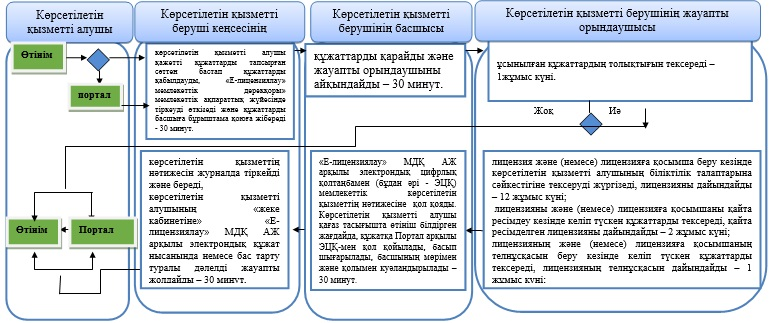 Көрсетілетін
қызметті алушы
Көрсетілетін қызметті
беруші кеңсесінің
Көрсетілетін қызметті
берушінің басшысы
Көрсетілетін қызметті берушінің жауапты
орындаушысы
Өтінім
портал
көрсетілетін қызметті алушы
қажетті құжаттарды тапсырған
сәттен бастап құжаттарды
қабылдауды, «Е-лицензиялау»
мемлекеттік дерекқоры»
мемлекеттік ақпараттық жүйесінде
тіркеуді өткізеді және құжаттарды
басшыға бұрыштама қоюға жібереді
- 30 минут.
құжаттарды қарайды және
жауапты орындаушыны
айқындайды – 30 минут.
ұсынылған құжаттардың толықтығын тексереді –
1жұмыс күні.
Жоқ
Иә
Өтінім
Портал
көрсетілетін қызметтің
нәтижесін журналда тіркейді
және береді,
көрсетілетін қызметті
алушының «жеке
кабинетіне» «Е-
лицензиялау» МДҚ АЖ
арқылы электрондық құжат
нысанында немесе бас тарту
туралы дәлелді жауапты
жолдайды – 30 минут.
«Е-лицензиялау» МДҚ АЖ
арқылы электрондық цифрлық
қолтаңбамен (бұдан әрі - ЭЦҚ)
мемлекеттік көрсетілетін
қызметтің нәтижесіне қол қояды.
Көрсетілетін қызметті алушы
қағаз тасығышта өтініш білдірген
жағдайда, құжатқа Портал арқылы
ЭЦҚ-мен қол қойылады, басып
шығарылады, басшының мөрімен
және қолымен куәландырылады –
30 минут.
лицензия және (немесе) лицензияға қосымша беру кезінде
көрсетілетін қызметті алушының біліктілік талаптарына
сәйкестігіне тексеруді жүргізеді, лицензияны дайындайды
– 12 жұмыс күні;
лицензияны және (немесе) лицензияға қосымшаны қайта
ресімдеу кезінде келіп түскен құжаттарды тексереді, қайта
ресімделген лицензияны дайындайды – 2 жұмыс күні;
лицензияның және (немесе) лицензияға қосымшаның
телнұсқасын беру кезінде келіп түскен құжаттарды
тексереді, лицензияның телнұсқасын дайындайды – 1
жұмыс күні: